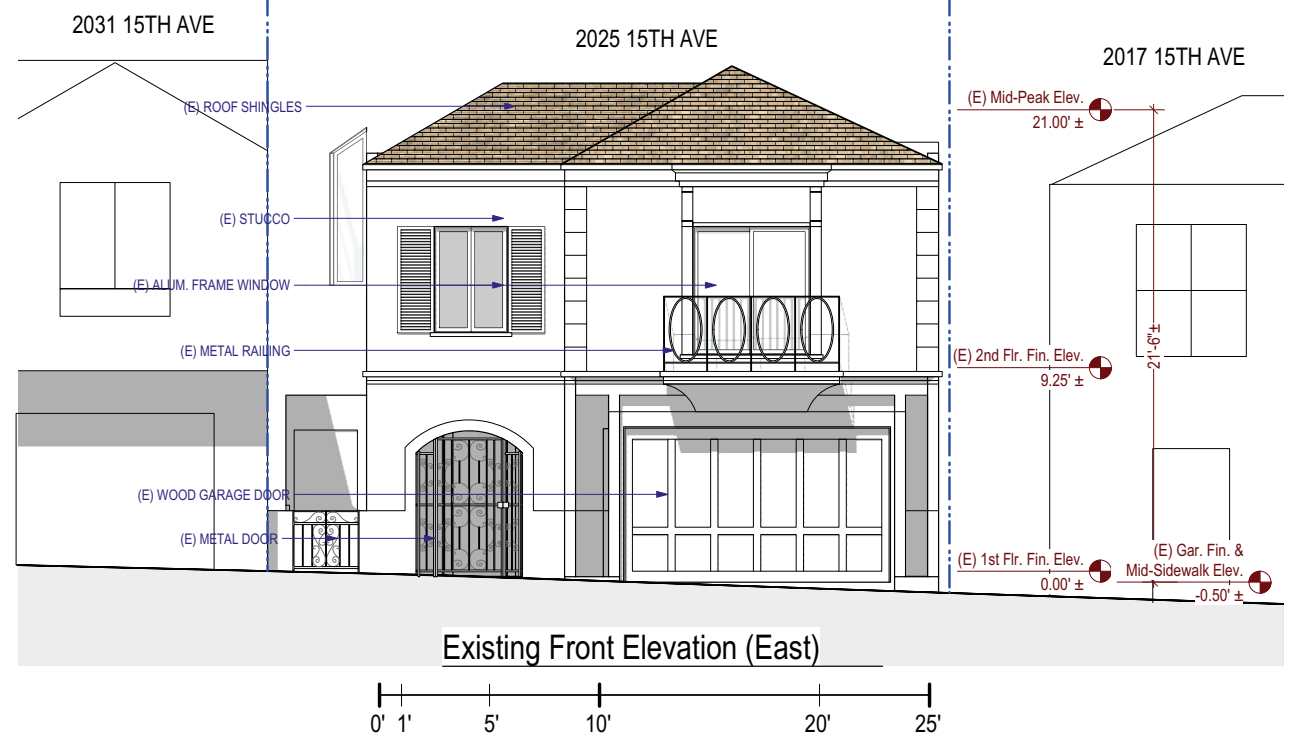 2031 15TH AVE
2025 15TH AVE
2017 15TH AVE
(E) ROOF SHINGLES
(E) STUCCO
(E) ALUM. FRAME WINDOW
(E) METAL RAILING
(E) WOOD GARAGE DOOR
(E) METAL DOOR
(E) Mid-Peak Elev.
21.00' ±
21'-6"±
(E) 2nd Flr. Fin. Elev.
9.25' ±
(E) 1st Flr. Fin. Elev.
0.00' ±
(E) Gar. Fin. &
Mid-Sidewalk Elev.
-0.50' ±
Existing Front Elevation (East)
0' 1' 5' 10' 20' 25'